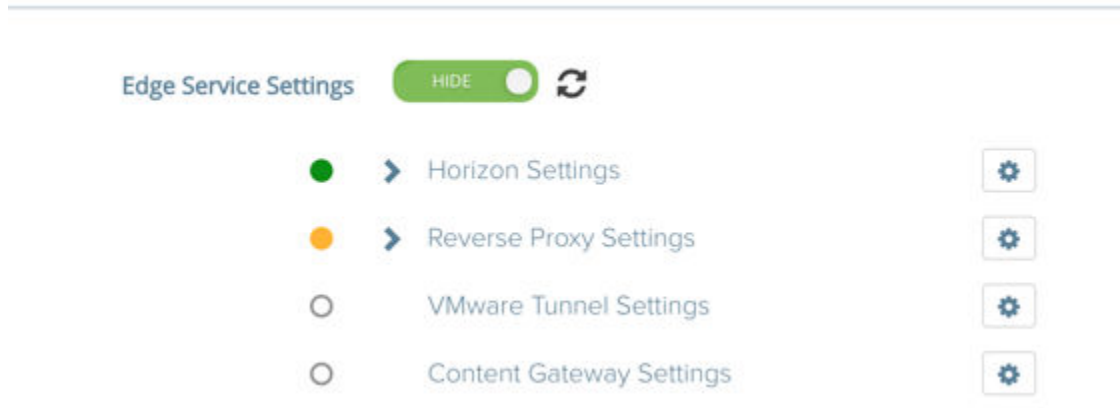 Edge Service Settings HIDE
Horizon Settings
Reverse Proxy Settings
VMware Tunnel Settings
Content Gateway Settings